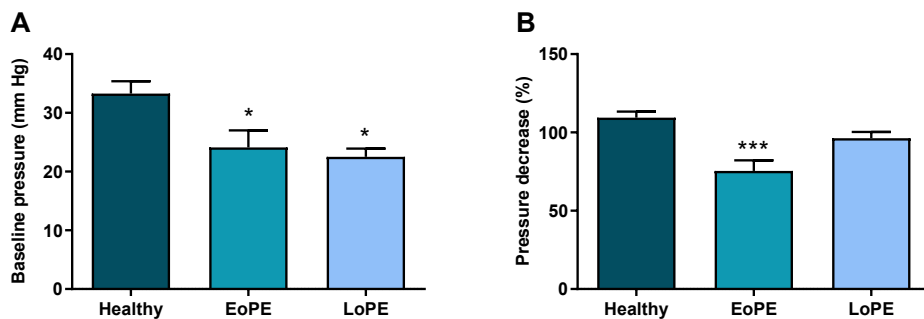 A
Baseline pressure (mm Hg)
40
30
20
10
0
*
*
Healthy EoPE LoPE
B
Pressure decrease (%)
150
100
50
0
***
Healthy EoPE LoPE